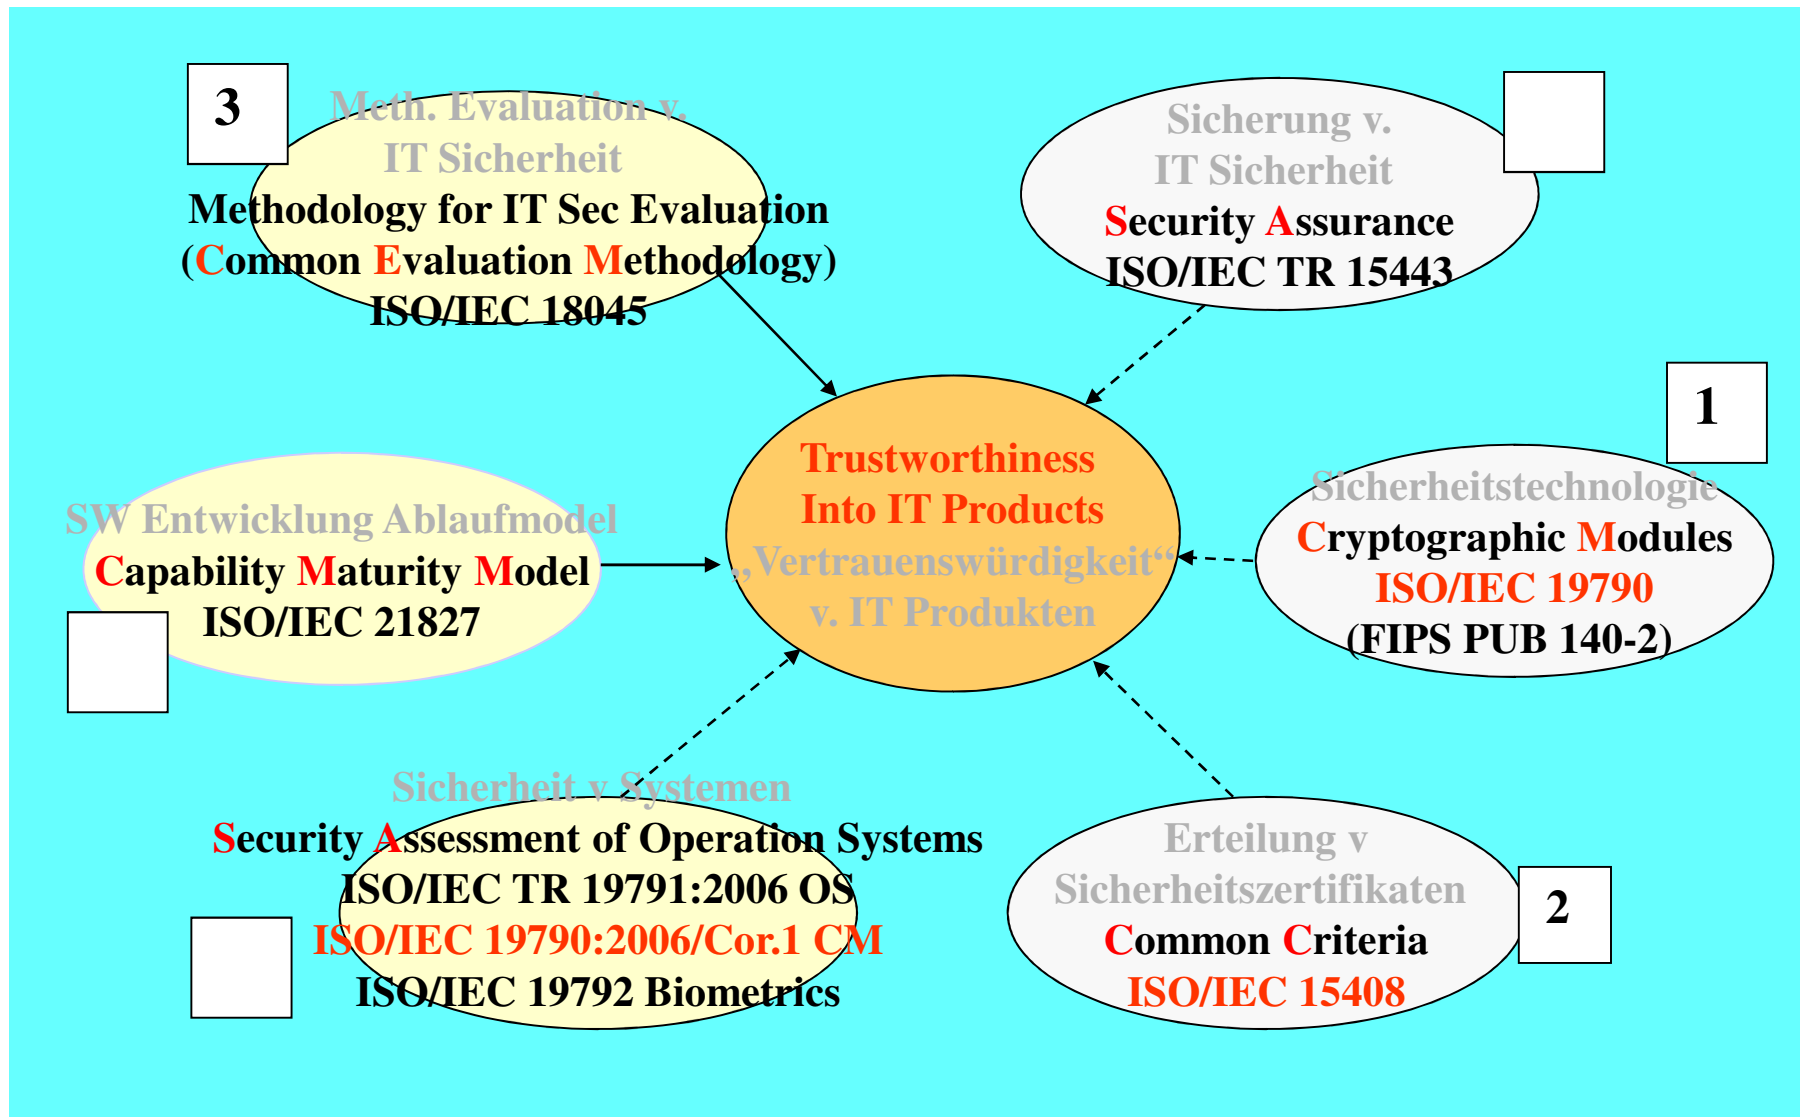 3
Meth. Evaluation v.
IT Sicherheit
Methodology for IT Sec Evaluation
(Common Evaluation Methodology)
ISO/IEC 18045
Sicherung v.
IT Sicherheit
Security Assurance
ISO/IEC TR 15443
1
Sicherheitstechnologie
Cryptographic Modules
ISO/IEC 19790
(FIPS PUB 140-2)
Trustworthiness
Into IT Products
„Vertrauenswürdigkeit“
v. IT Produkten
SW Entwicklung Ablaufmodel
Capability Maturity Model
ISO/IEC 21827
Sicherheit v Systemen
Security Assessment of Operation Systems
ISO/IEC TR 19791:2006 OS
ISO/IEC 19790:2006/Cor.1 CM
ISO/IEC 19792 Biometrics
Erteilung v
Sicherheitszertifikaten
Common Criteria
ISO/IEC 15408
2